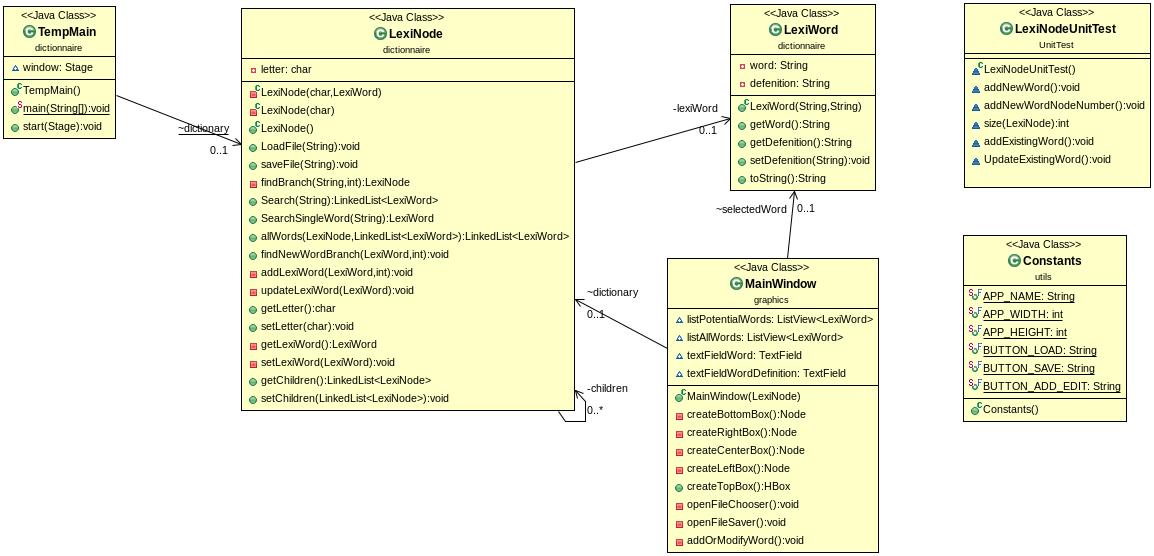 <<Java Class>>
TempMain
dictionnaire
window: Stage
TempMain()
main(String[]):void
start(Stage):void
~dictionary
0..1
<<Java Class>>
LexiNode
dictionnaire
letter: char
LexiNode(char,LexiWord)
LexiNode(char)
LexiNode()
LoadFile(String):void
saveFile(String):void
findBranch(String,int):LexiNode
Search(String):LinkedList<LexiWord>
SearchSingleWord(String):LexiWord
allWords(LexiNode,LinkedList<LexiWord>):LinkedList<LexiWord>
findNewWordBranch(LexiWord,int):void
addLexiWord(LexiWord,int):void
updateLexiWord(LexiWord):void
getLetter():char
setLetter(char):void
getLexiWord():LexiWord
setLexiWord(LexiWord):void
getChildren():LinkedList<LexiNode>
setChildren(LinkedList<LexiNode>):void
-lexiWord
0..1
~dictionary
0..1
-children
0..*
<<Java Class>>
LexiWord
dictionnaire
word: String
defenition: String
LexiWord(String,String)
getWord():String
getDefenition():String
setDefenition(String):void
toString():String
~selectedWord
0..1
<<Java Class>>
MainWindow
graphics
listPotentialWords: ListView<LexiWord>
listAllWords: ListView<LexiWord>
textFieldWord: TextField
textFieldWordDefinition: TextField
MainWindow(LexiNode)
createBottomBox():Node
createRightBox():Node
createCenterBox():Node
createLeftBox():Node
createTopBox():HBox
openFileChooser():void
openFileSaver():void
addOrModifyWord():void
<<Java Class>>
LexiNodeUnitTest
UnitTest
LexiNodeUnitTest()
addNewWord():void
addNewWordNodeNumber():void
size(LexiNode):int
addExistingWord():void
UpdateExistingWord():void
<<Java Class>>
Constants
utils
APP_NAME: String
APP_WIDTH: int
APP_HEIGHT: int
BUTTON_LOAD: String
BUTTON_SAVE: String
BUTTON_ADD_EDIT: String
Constants()